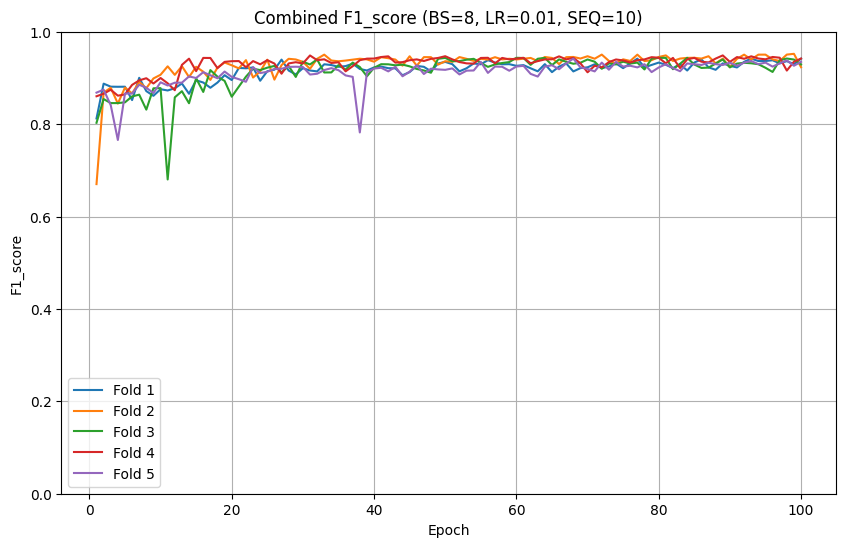 Combined F1_score (BS=8, LR=0.01, SEQ=10)
F1_score
1.0
0.8
0.6
0.4
0.2
0.0
Fold 1
Fold 2
Fold 3
Fold 4
Fold 5
0 20 40 60 80 100
Epoch